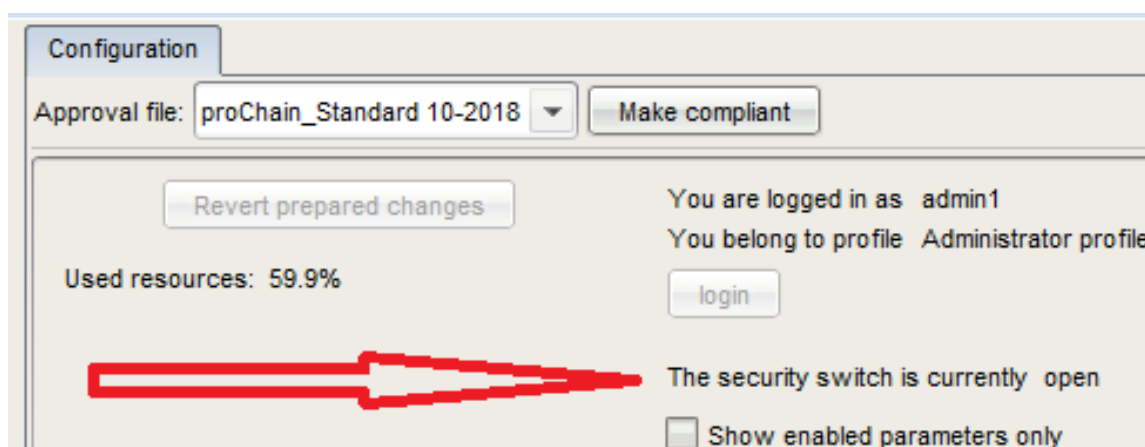 Configuration
Approval file: proChain_Standard 10-2018 Make compliant
Revert prepared changes
You are logged in as admin1
You belong to profile Administrator profile
Used resources: 59.9%
login
The security switch is currently open
Show enabled parameters only